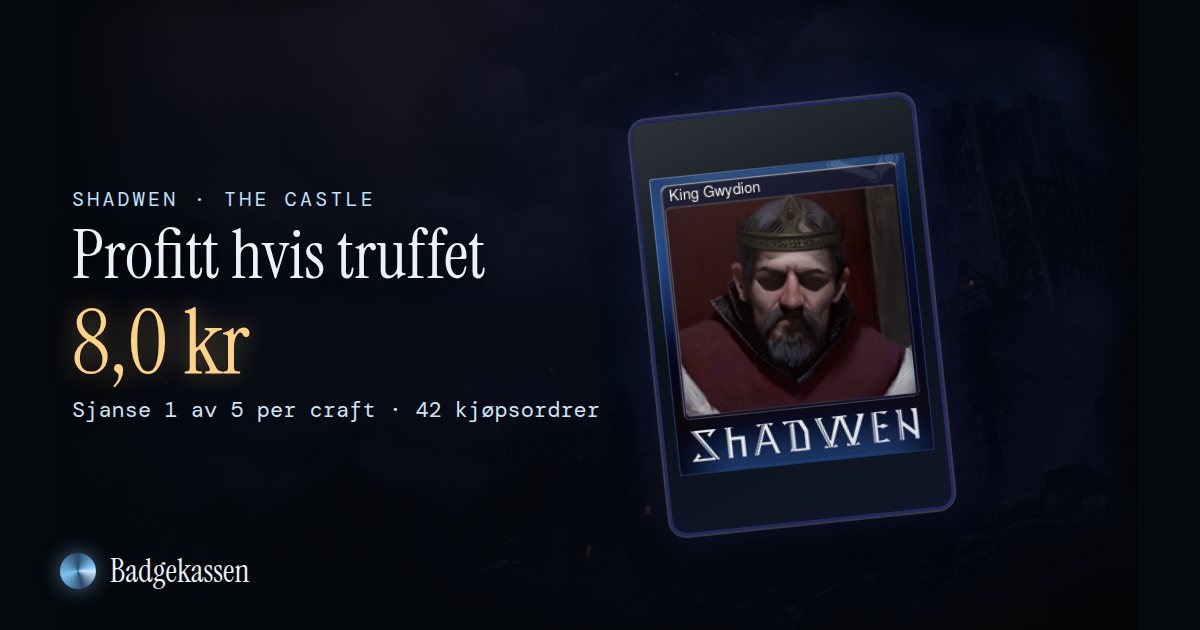 SHADWEN · THE CASTLE
Profitt hvis truffet
8,0 kr
Sjanse 1 av 5 per craft · 42 kjøpsordrer
King Gwydion
SHADWEN
Badgekassen